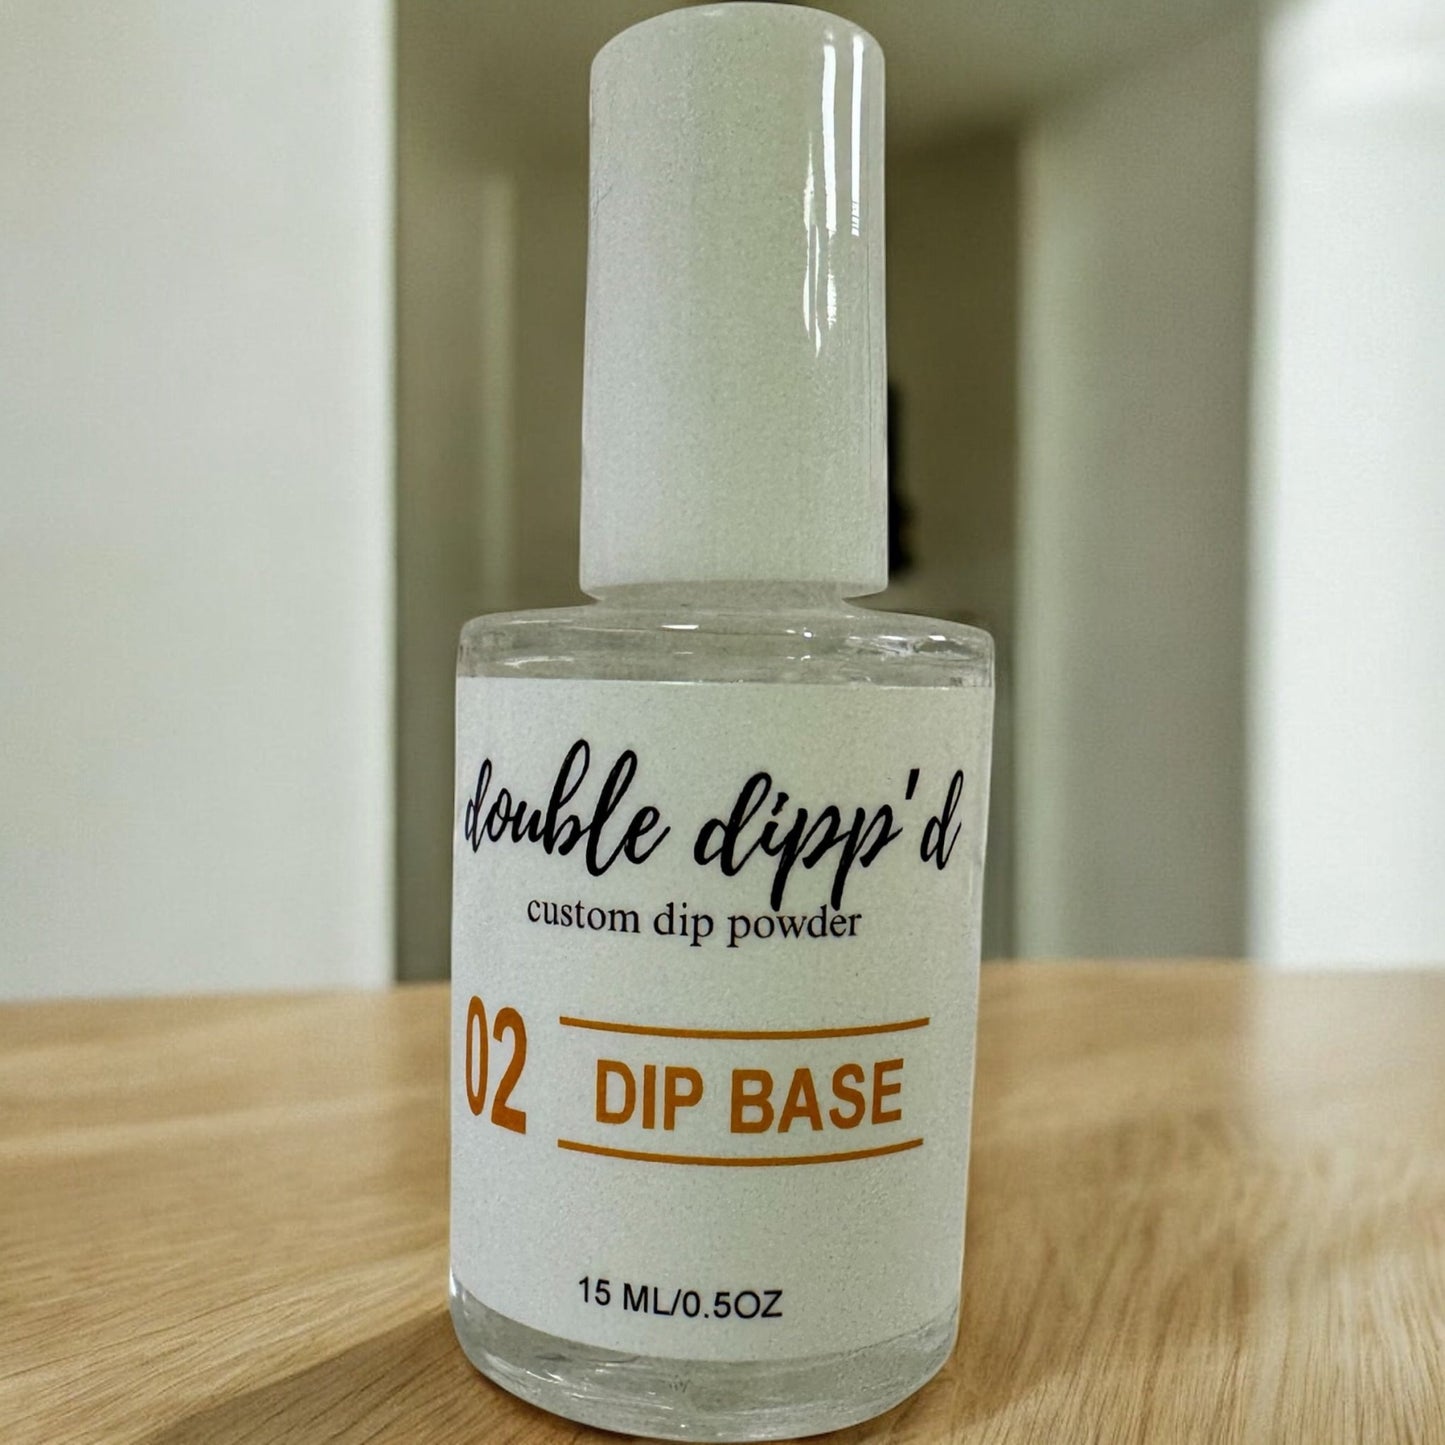 double dipp'd
custom dip powder
02 DIP BASE
15 ML/0.5OZ